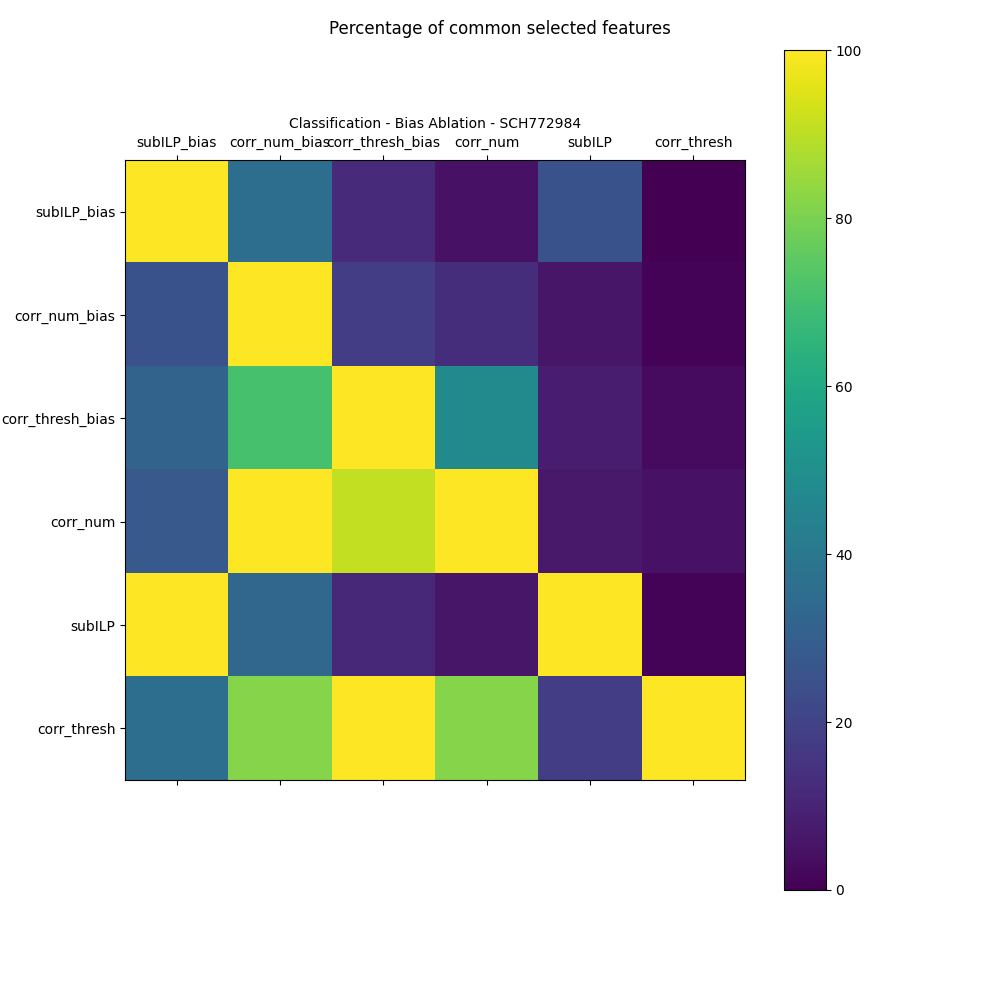 Percentage of common selected features
Classification - Bias Ablation - SCH772984
subILP_bias corr_num_bias corr_thresh_bias corr_num subILP corr_thresh
subILP_bias
corr_num_bias
corr_thresh_bias
corr_num
subILP
corr_thresh
100
80
60
40
20
0